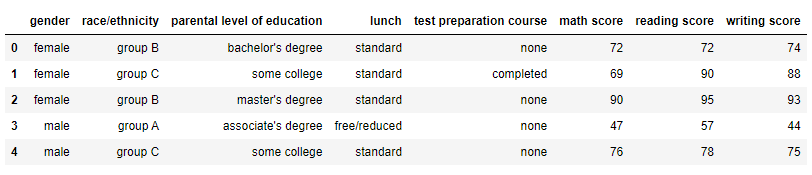 gender race/ethnicity parental level of education lunch test preparation course math score reading score writing score
0 female group B bachelor's degree standard none 72 72 74
1 female group C some college standard completed 69 90 88
2 female group B master's degree standard none 90 95 93
3 male group A associate's degree free/reduced none 47 57 44
4 male group C some college standard none 76 78 75